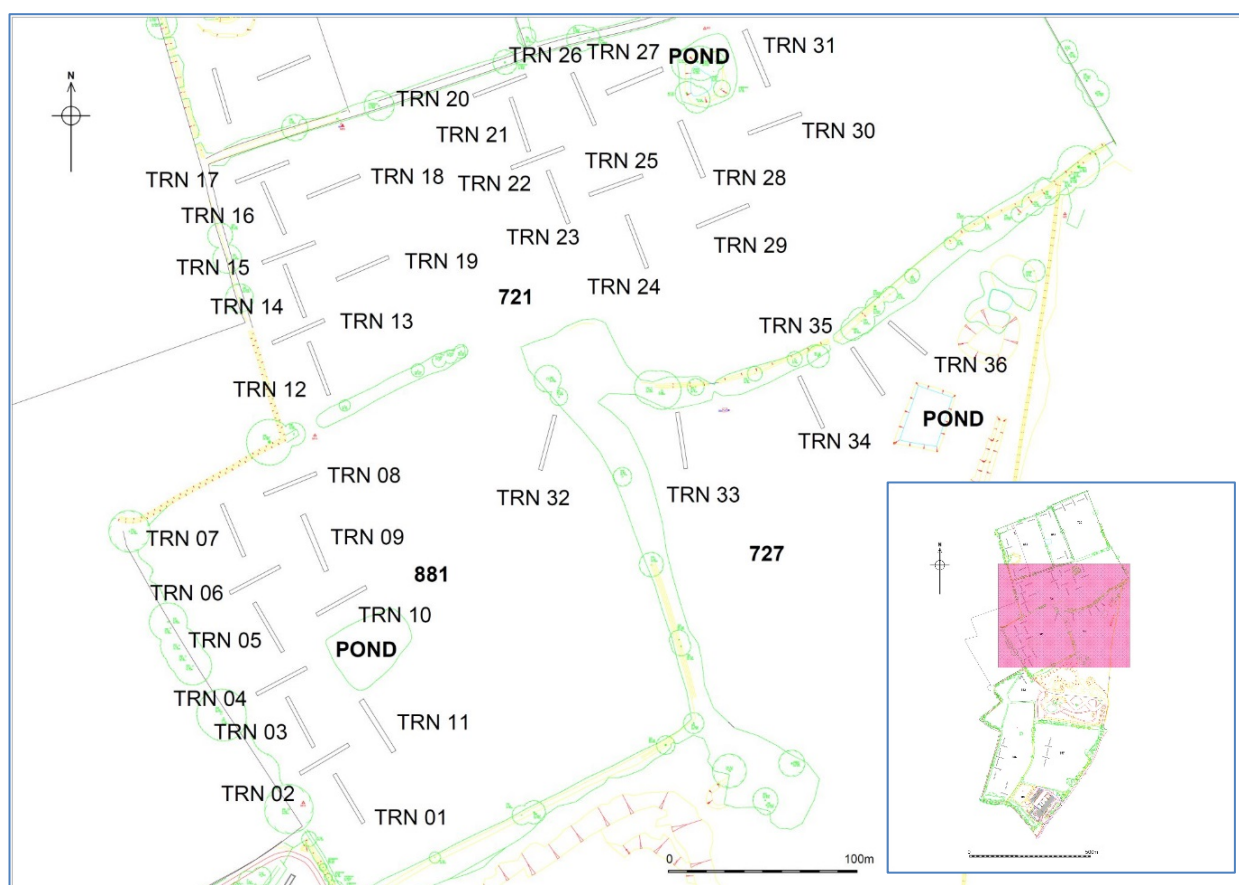 TRN 26
TRN 27
POND
TRN 31
N
TRN 20
TRN 21
TRN 30
TRN 17
TRN 18
TRN 22
TRN 25
TRN 28
TRN 16
TRN 23
TRN 29
TRN 15
TRN 19
TRN 24
TRN 14
721
TRN 13
TRN 35
TRN 36
TRN 12
POND
TRN 34
TRN 08
TRN 32
TRN 33
TRN 07
TRN 09
727
881
TRN 06
TRN 10
TRN 05
POND
TRN 04
TRN 03
TRN 11
TRN 02
TRN 01
0 100m
N
0 500m